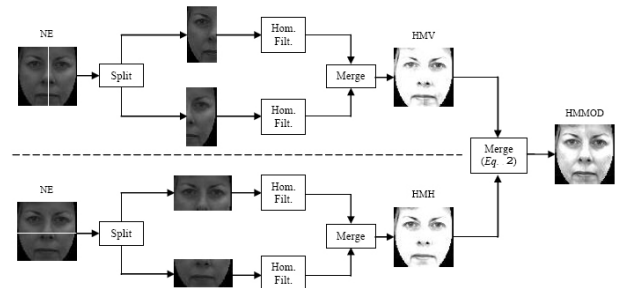 NE
Split
Hom.
Filt.
Hom.
Filt.
Merge
HMV
NE
Split
Hom.
Filt.
Hom.
Filt.
Merge
HMH
Merge
(Eq. 2)
HMMOD